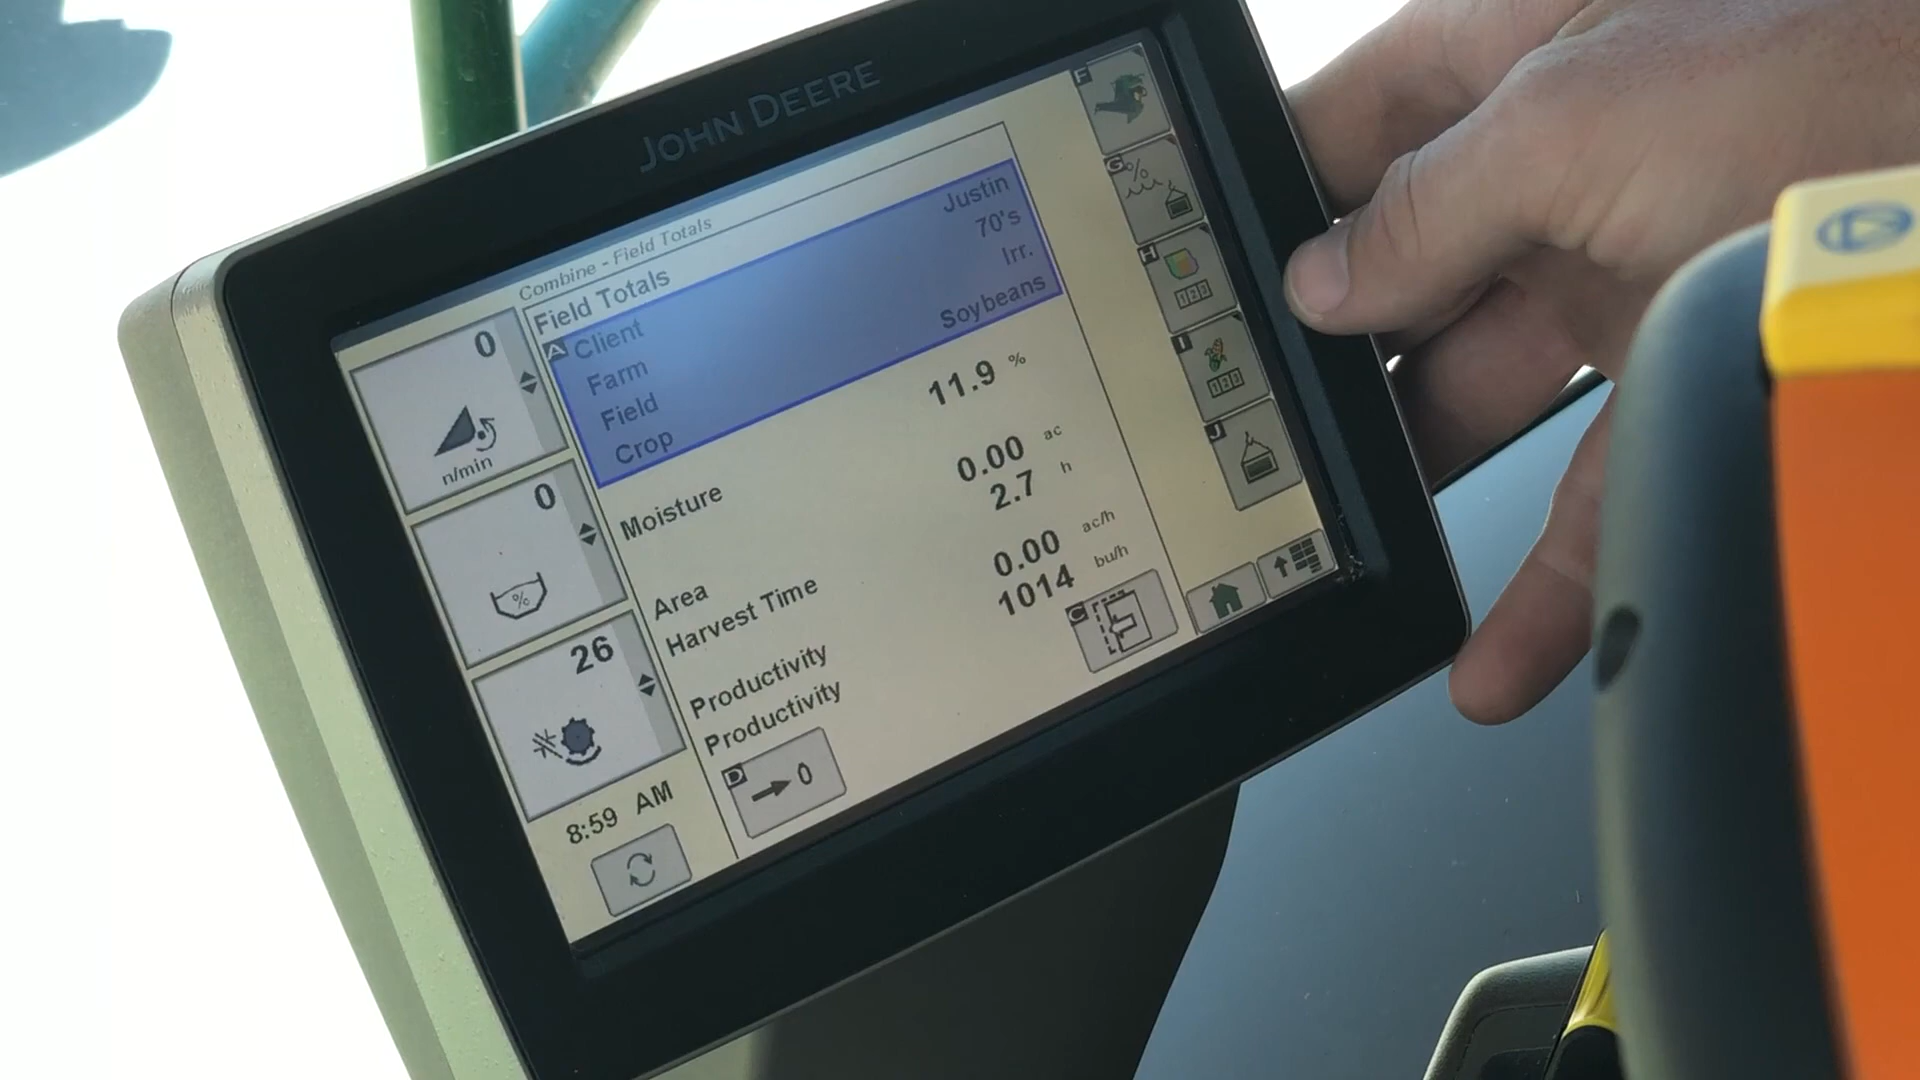 JOHN DEERE
Combine - Field Totals
Field Totals
A Client Justin
Farm 70's
Field Irr.
Crop Soybeans
Moisture 11.9 %
Area 0.00 ac
Harvest Time 2.7 h
Productivity 0.00 ac/h
Productivity 1014 bu/h
C
D 0
0
n/min
0
%
26
8:59 AM
F
G %
H
123
I
123
J